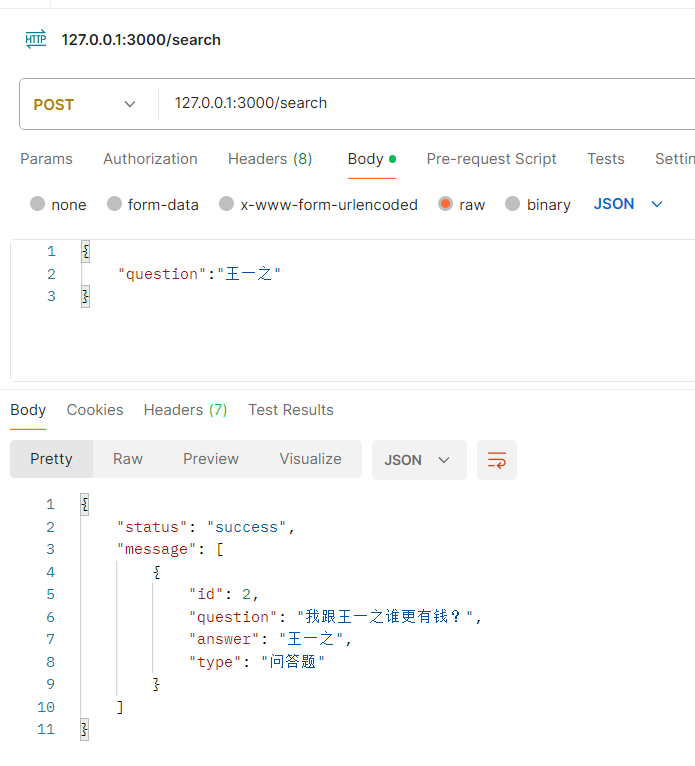 HTTP 127.0.0.1:3000/search
POST 127.0.0.1:3000/search
Params Authorization Headers (8) Body Pre-request Script Tests Settin
none form-data x-www-form-urlencoded raw binary JSON
1 {
2 "question":"王一之"
3 }
Body Cookies Headers (7) Test Results
Pretty Raw Preview Visualize JSON
1 {
2 "status": "success",
3 "message": [
4 {
5 "id": 2,
6 "question": "我跟王一之谁更有钱？",
7 "answer": "王一之",
8 "type": "问答题"
9 }
10 ]
11 }